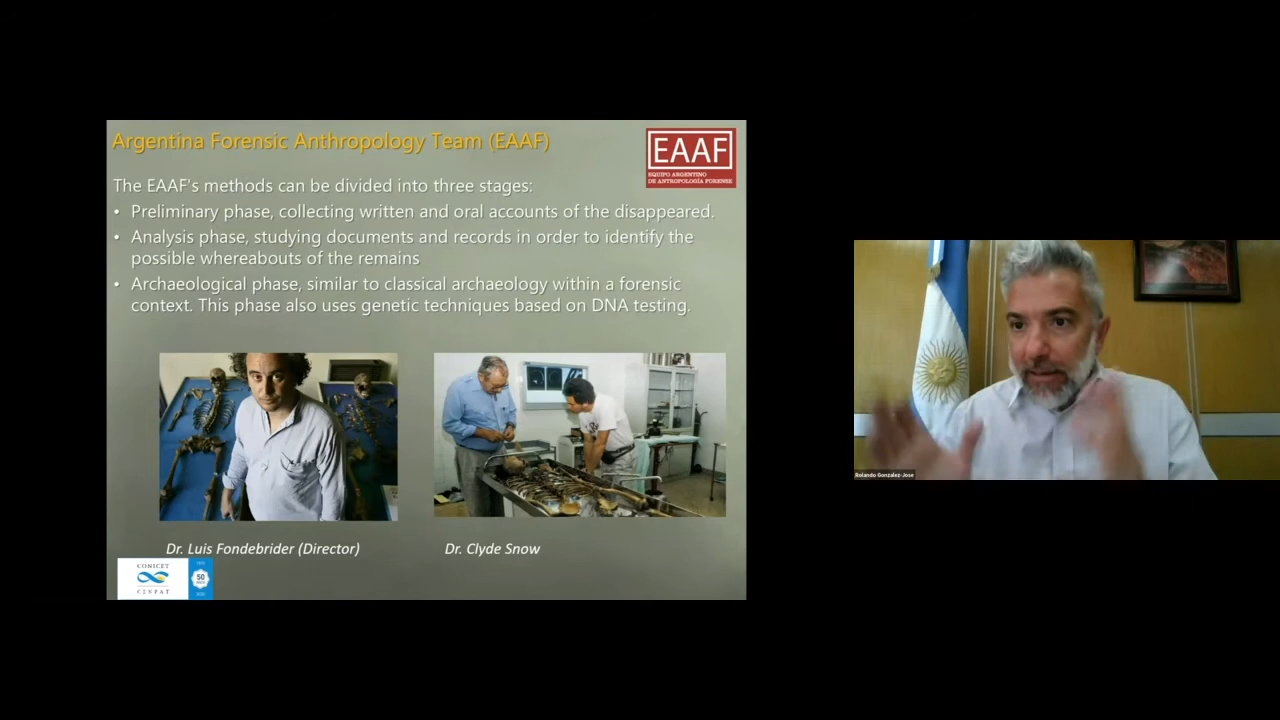 Argentina Forensic Anthropology Team (EAAF)
EAAF
EQUIPO ARGENTINO
DE ANTROPOLOGÍA FORENSE
The EAAF's methods can be divided into three stages:
• Preliminary phase, collecting written and oral accounts of the disappeared.
• Analysis phase, studying documents and records in order to identify the
possible whereabouts of the remains
• Archaeological phase, similar to classical archaeology within a forensic
context. This phase also uses genetic techniques based on DNA testing.
Dr. Luis Fondebrider (Director)
Dr. Clyde Snow
CONICET
CENPAT
50
Rolando Gonzalez-Jose